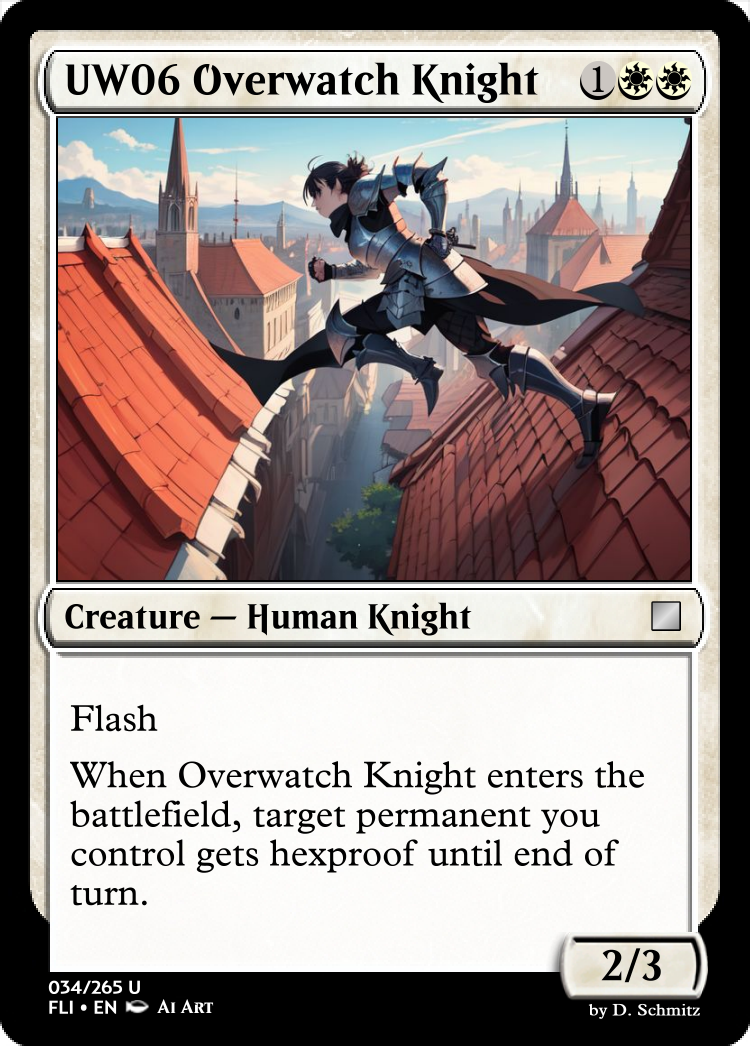 UW06 Overwatch Knight 1
Creature — Human Knight
Flash
When Overwatch Knight enters the
battlefield, target permanent you
control gets hexproof until end of
turn.
2/3
034/265 U
FLI • EN AI ART
by D. Schmitz